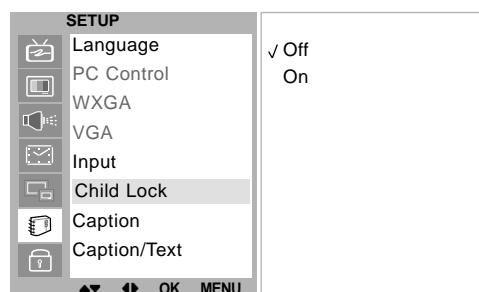 SETUP
Language
PC Control
WXGA
VGA
Input
Child Lock
Caption
Caption/Text
▲▼ ◀▶ OK MENU
√ Off
On